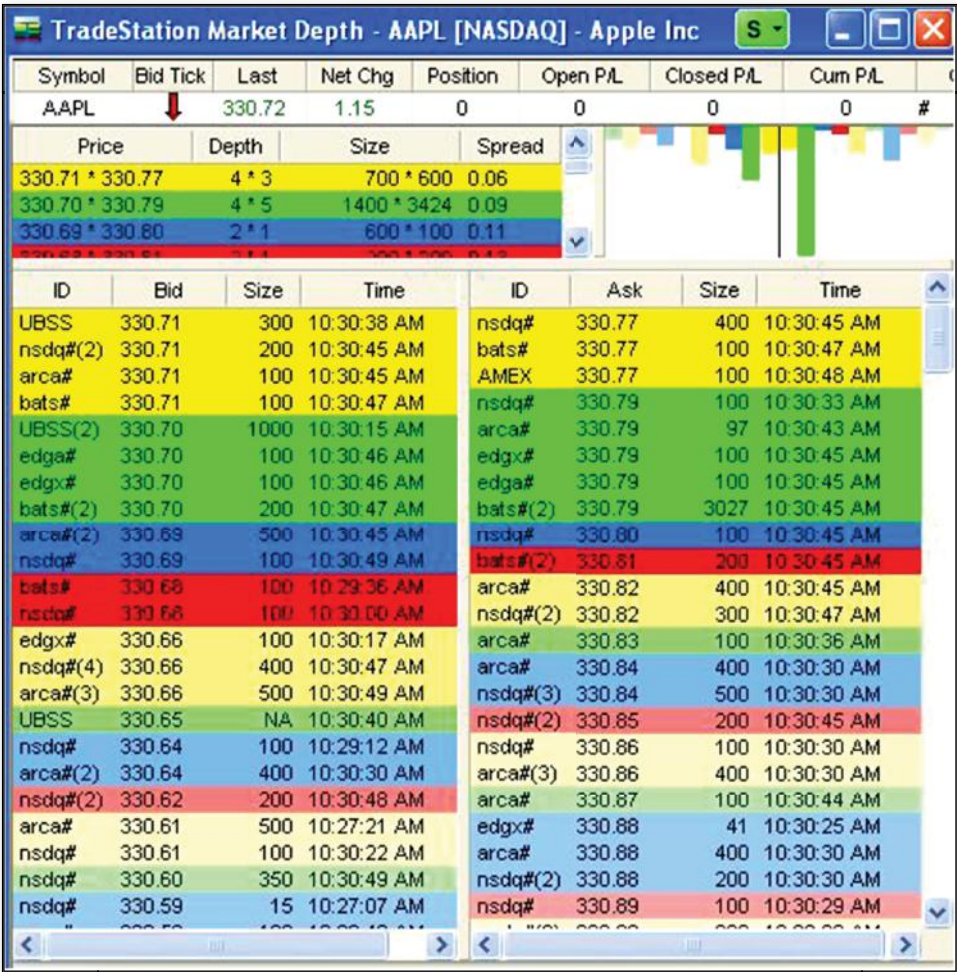 TradeStation Market Depth - AAPL [NASDAQ] - Apple Inc S
Symbol Bid Tick Last Net Chg Position Open P/L Closed P/L Cum P/L
AAPL 330.72 1.15 0 0 0 0 #
Price Depth Size Spread
330.71 * 330.77 4 * 3 700 * 600 0.06
330.70 * 330.79 4 * 5 1400 * 3424 0.09
330.69 * 330.80 2 * 1 600 * 100 0.11
ID Bid Size Time ID Ask Size Time
UBSS 330.71 300 10:30:38 AM nsdq# 330.77 400 10:30:45 AM
nsdq#(2) 330.71 200 10:30:45 AM bats# 330.77 100 10:30:47 AM
arca# 330.71 100 10:30:45 AM AMEX 330.77 100 10:30:48 AM
bats# 330.71 100 10:30:47 AM nsdq# 330.79 100 10:30:33 AM
UBSS(2) 330.70 1000 10:30:15 AM arca# 330.79 97 10:30:43 AM
edga# 330.70 100 10:30:46 AM edgx# 330.79 100 10:30:45 AM
edgx# 330.70 100 10:30:46 AM edga# 330.79 100 10:30:45 AM
bats#(2) 330.70 200 10:30:47 AM bats#(2) 330.79 3027 10:30:45 AM
arca#(2) 330.69 500 10:30:45 AM nsdq# 330.80 100 10:30:45 AM
nsdq# 330.69 100 10:30:49 AM bats#(2) 330.81 200 10:30:45 AM
bats# 330.68 100 10:29:36 AM arca# 330.82 400 10:30:45 AM
nsdq# 330.68 100 10:30:00 AM nsdq#(2) 330.82 300 10:30:47 AM
edgx# 330.66 100 10:30:17 AM arca# 330.83 100 10:30:36 AM
nsdq#(4) 330.66 400 10:30:47 AM arca# 330.84 400 10:30:30 AM
arca#(3) 330.66 500 10:30:49 AM nsdq#(3) 330.84 500 10:30:30 AM
UBSS 330.65 NA 10:30:40 AM nsdq#(2) 330.85 200 10:30:45 AM
nsdq# 330.64 100 10:29:12 AM nsdq# 330.86 100 10:30:30 AM
arca#(2) 330.64 400 10:30:30 AM arca#(3) 330.86 400 10:30:30 AM
nsdq#(2) 330.62 200 10:30:48 AM arca# 330.87 100 10:30:44 AM
arca# 330.61 500 10:27:21 AM edgx# 330.88 41 10:30:25 AM
nsdq# 330.61 100 10:30:22 AM arca# 330.88 400 10:30:30 AM
nsdq# 330.60 350 10:30:49 AM nsdq#(2) 330.88 200 10:30:30 AM
nsdq# 330.59 15 10:27:07 AM nsdq# 330.89 100 10:30:29 AM